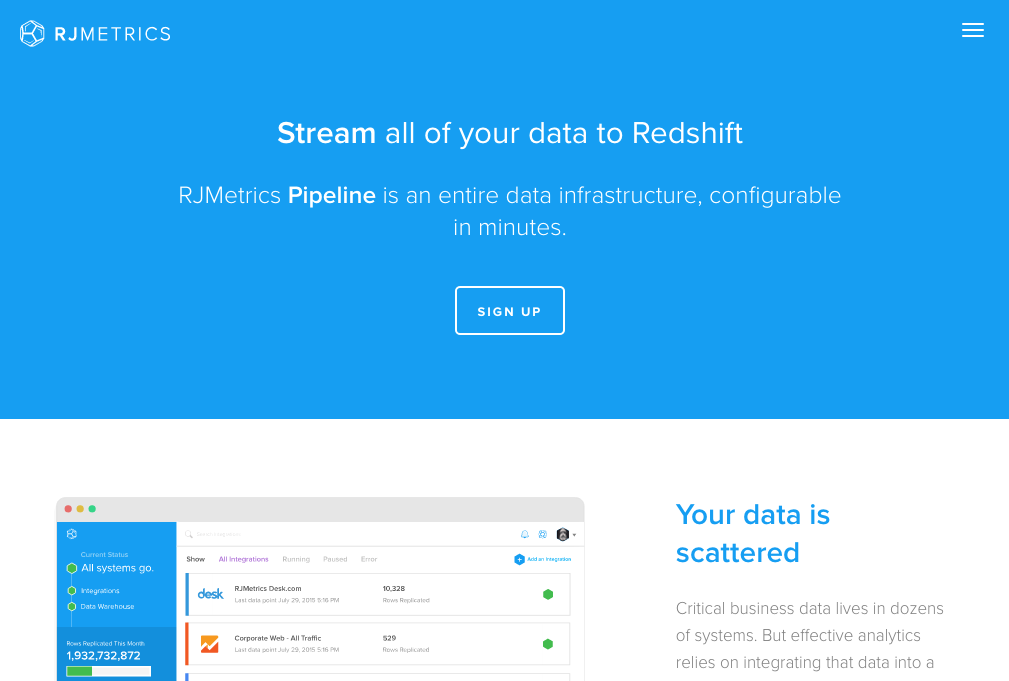 RJMETRICS
Stream all of your data to Redshift
RJMetrics Pipeline is an entire data infrastructure, configurable
in minutes.
SIGN UP
Current Status
All systems go.
Integrations
Data Warehouse
Rows Replicated This Month
1,932,732,872
Show All Integrations Running Paused Error Add an Integration
desk
RJMetrics Desk.com 10,328
Last data point July 29, 2015 6:16 PM Rows Replicated
Corporate Web - All Traffic 529
Last data point July 29, 2015 5:16 PM Rows Replicated
Your data is
scattered
Critical business data lives in dozens
of systems. But effective analytics
relies on integrating that data into a